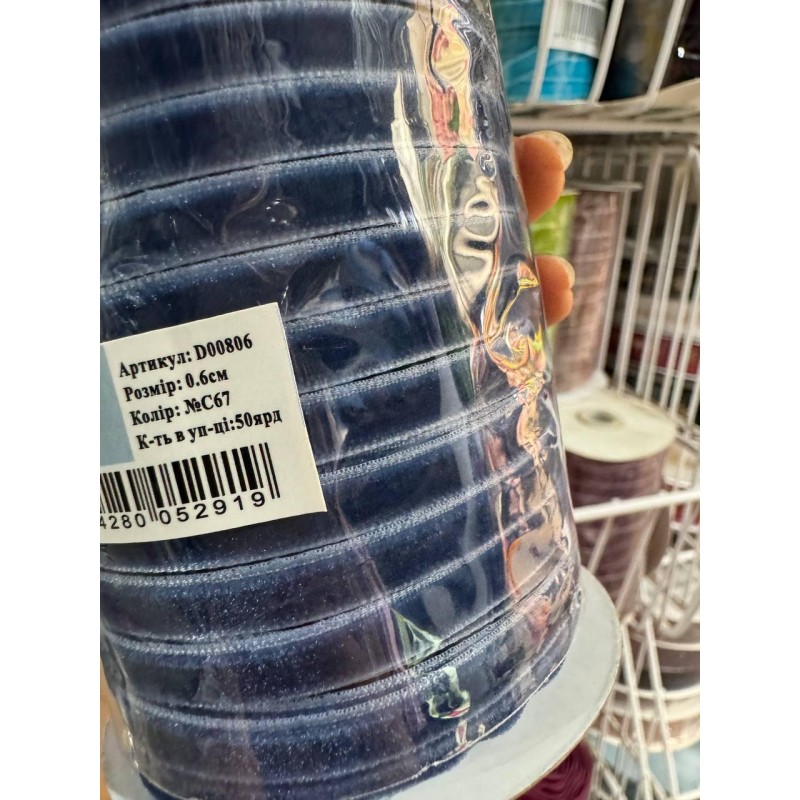 Артикул: D00806
Розмір: 0.6см
Колір: №C67
К-ть в уп-ці:50ярд
4280 052919